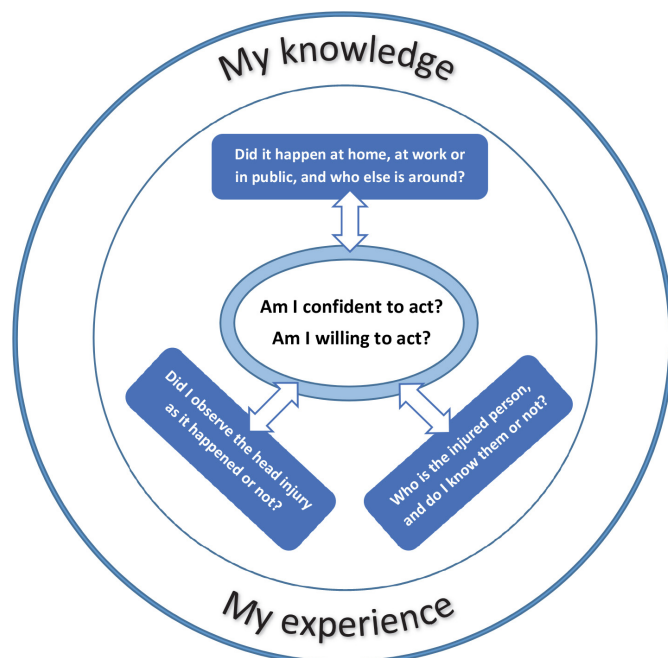 My knowledge
Did it happen at home, at work or
in public, and who else is around?
Am I confident to act?
Am I willing to act?
Did I observe the head injury
as it happened or not?
Who is the injured person,
and do I know them or not?
My experience